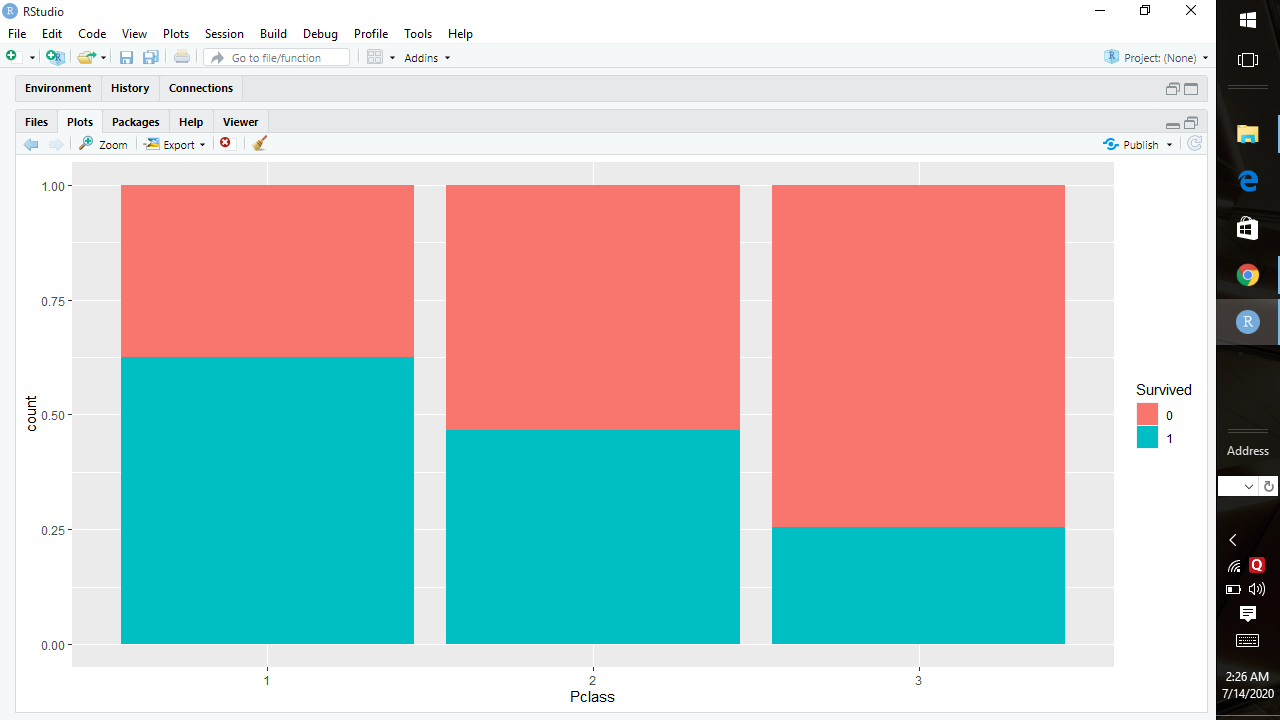 RStudio
File Edit Code View Plots Session Build Debug Profile Tools Help
Go to file/function Addins Project: (None)
Environment History Connections
Files Plots Packages Help Viewer
Zoom Export Publish
1.00
0.75
0.50
0.25
0.00
count
1 2 3
Pclass
Survived
0
1
Address
2:26 AM
7/14/2020